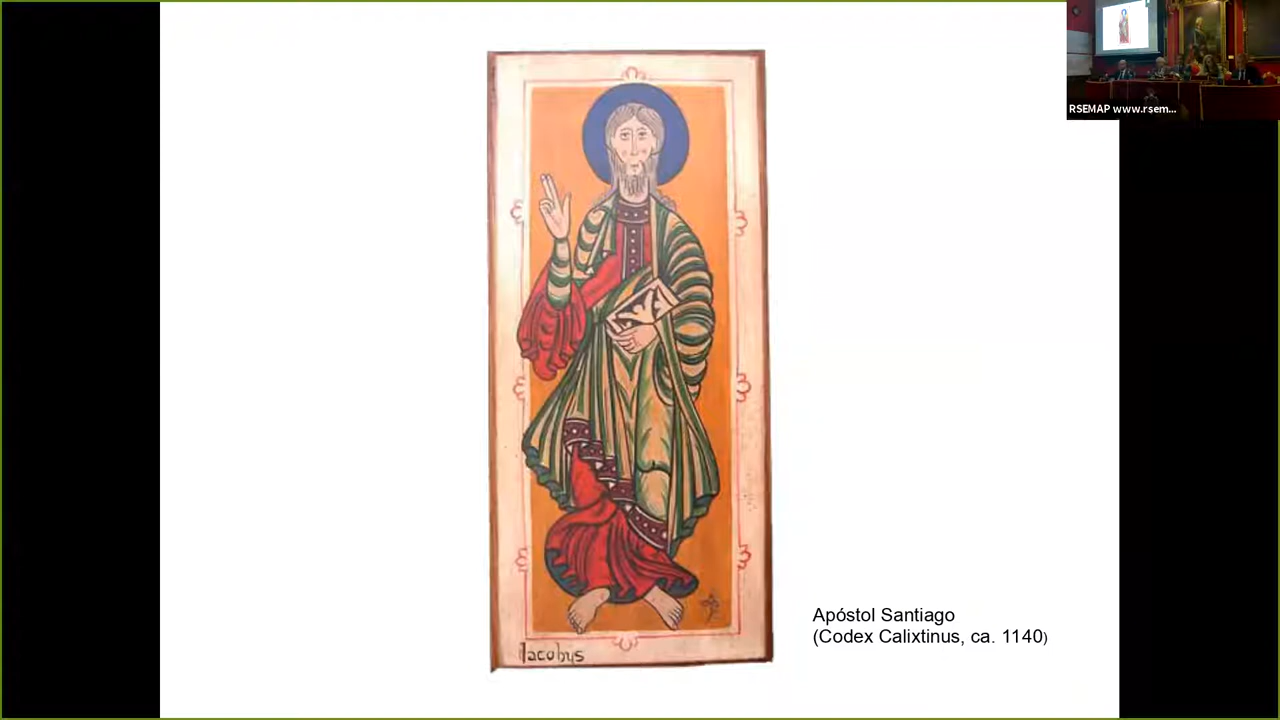 RSEMAP www.rsem...
Apóstol Santiago
(Codex Calixtinus, ca. 1140)
Iacobus